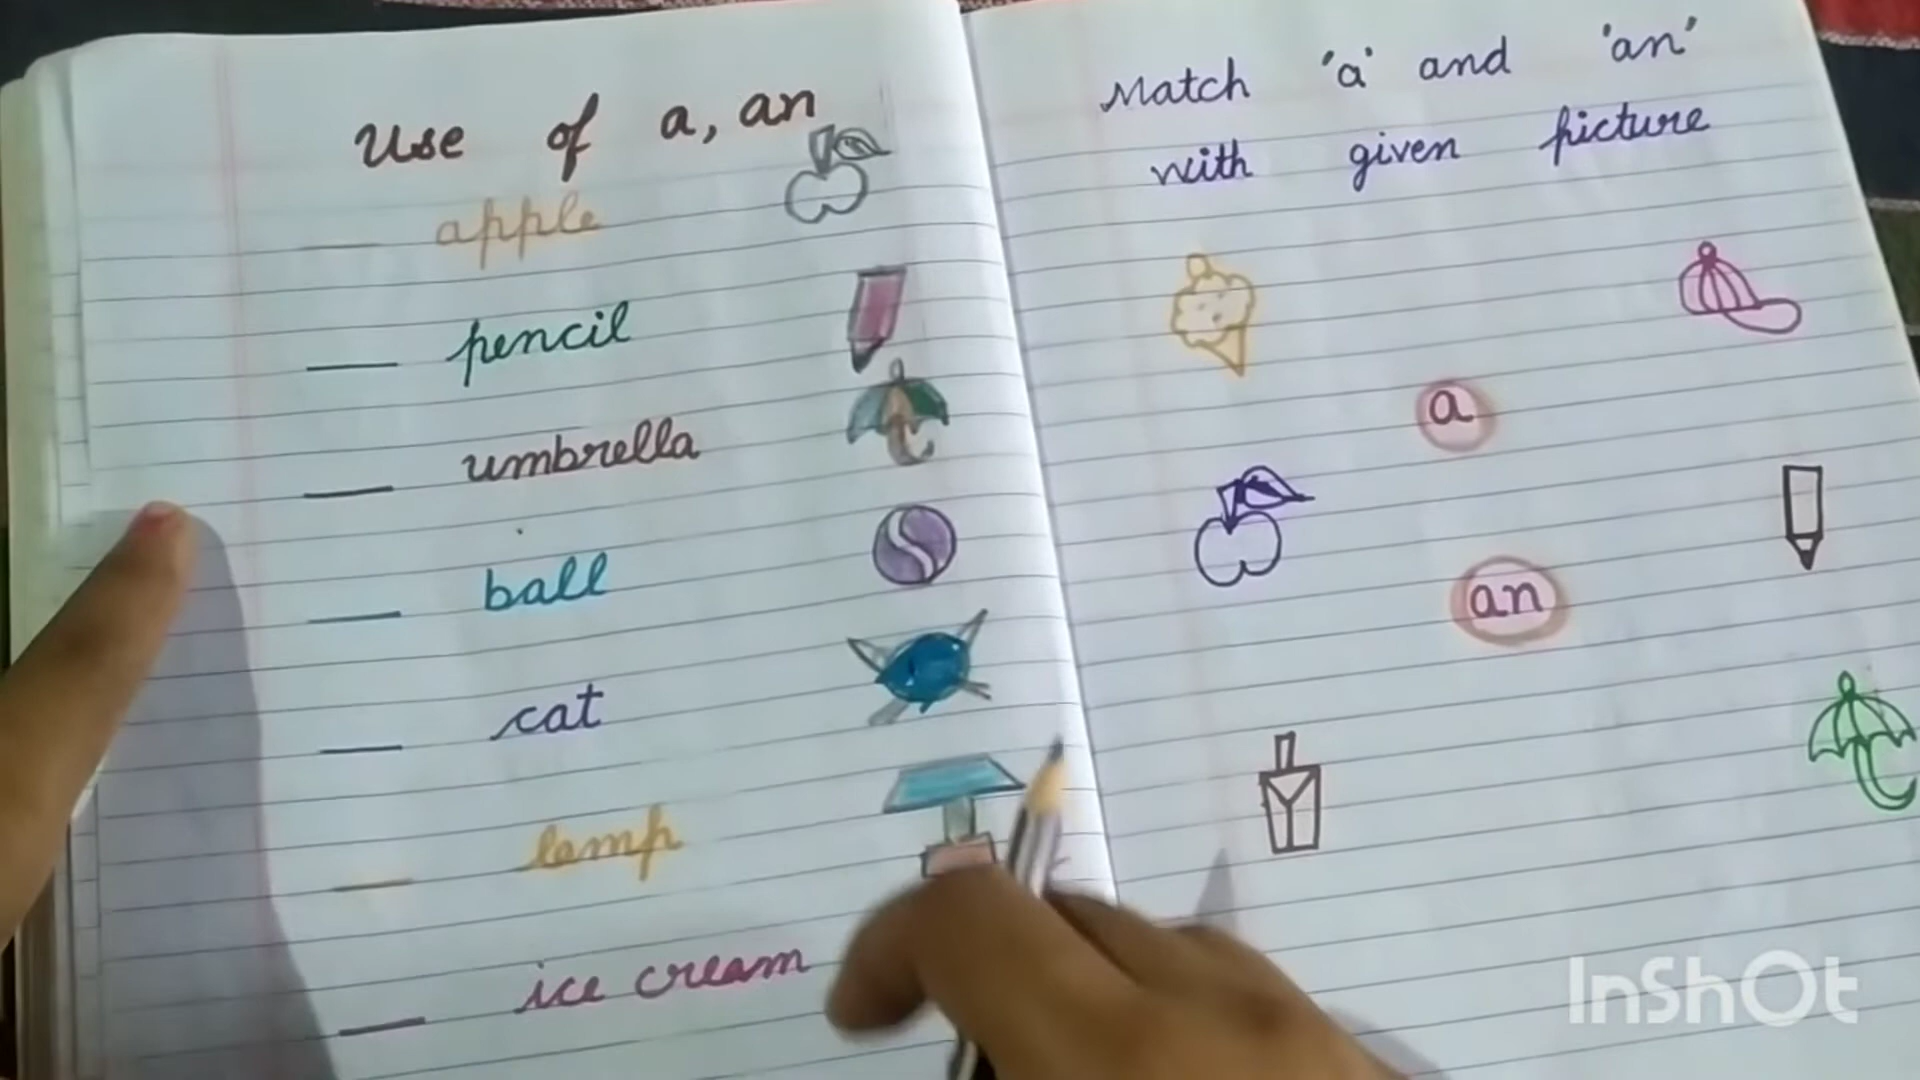 Use of a, an
___ apple
___ pencil
___ umbrella
___ ball
___ cat
___ lamp
___ ice cream
Match 'a' and 'an'
with given picture
a
an
InShOt